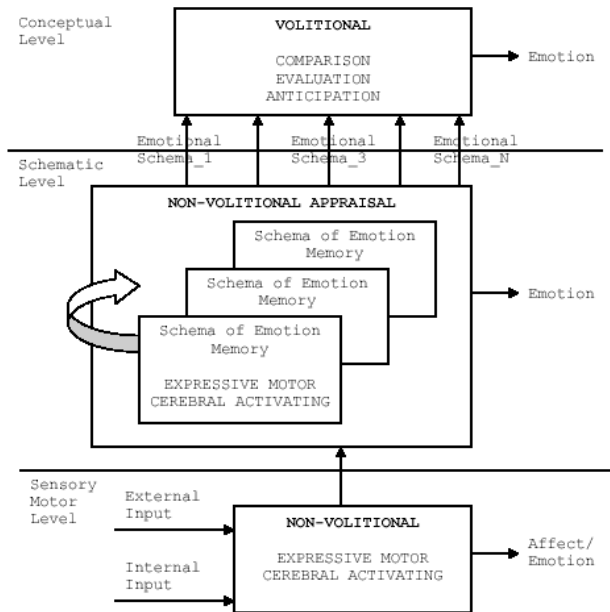 Conceptual
Level
VOLITIONAL
COMPARISON
EVALUATION
ANTICIPATION
Emotion
Emotional
Schema_1
Emotional
Schema_3
Emotional
Schema_N
Schematic
Level
NON-VOLITIONAL APPRAISAL
Schema of Emotion
Memory
Schema of Emotion
Memory
Schema of Emotion
Memory
EXPRESSIVE MOTOR
CEREBRAL ACTIVATING
Emotion
Sensory
Motor
Level
External
Input
Internal
Input
NON-VOLITIONAL
EXPRESSIVE MOTOR
CEREBRAL ACTIVATING
Affect/
Emotion